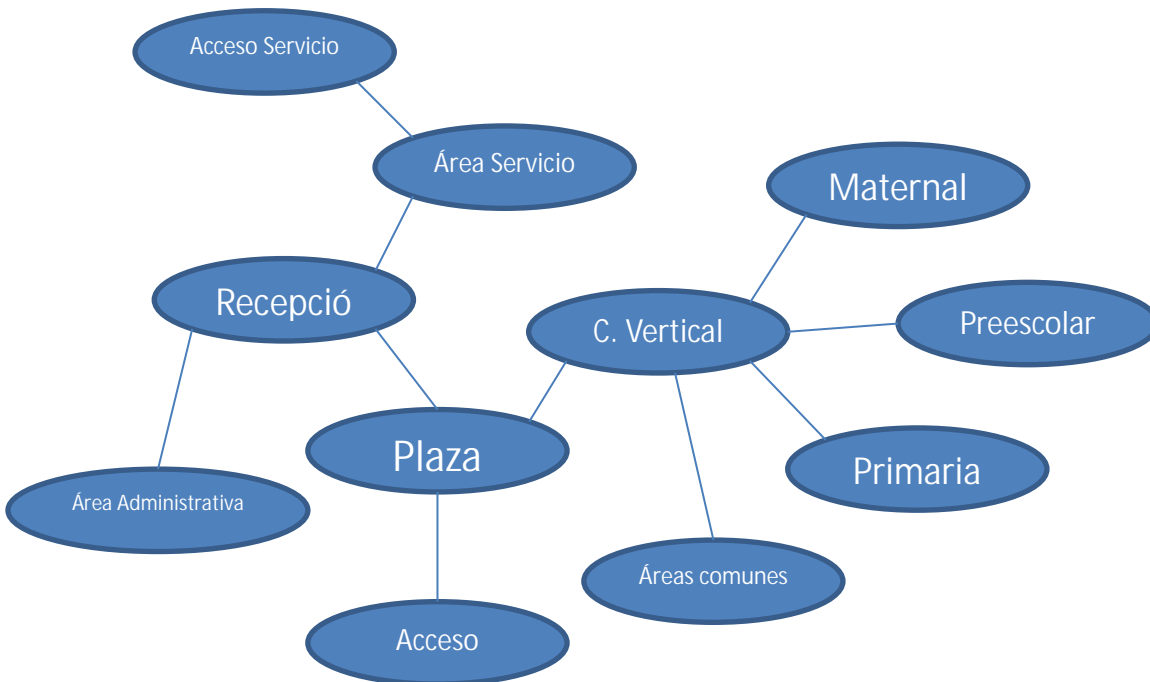 Acceso Servicio
Área Servicio
Maternal
Recepció
C. Vertical
Preescolar
Plaza
Primaria
Área Administrativa
Áreas comunes
Acceso